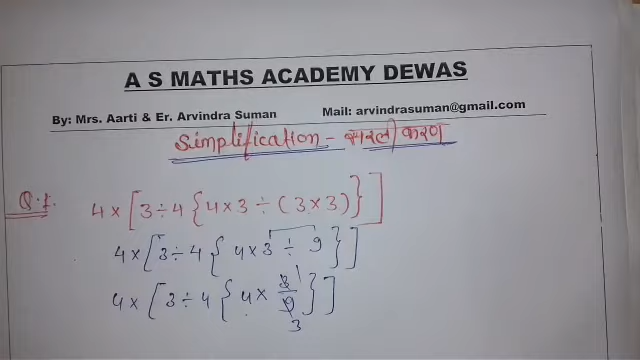 A S MATHS ACADEMY DEWAS
By: Mrs. Aarti & Er. Arvindra Suman Mail: arvindrasuman@gmail.com
Simplification - सरलीकरण
Q.1. 4 × [ 3 ÷ 4 { 4 × 3 ÷ ( 3 × 3 ) } ]
4 × [ 3 ÷ 4 { 4 × 3 ÷ 9 } ]
4 × [ 3 ÷ 4 { 4 × 3/9 } ]
1
3